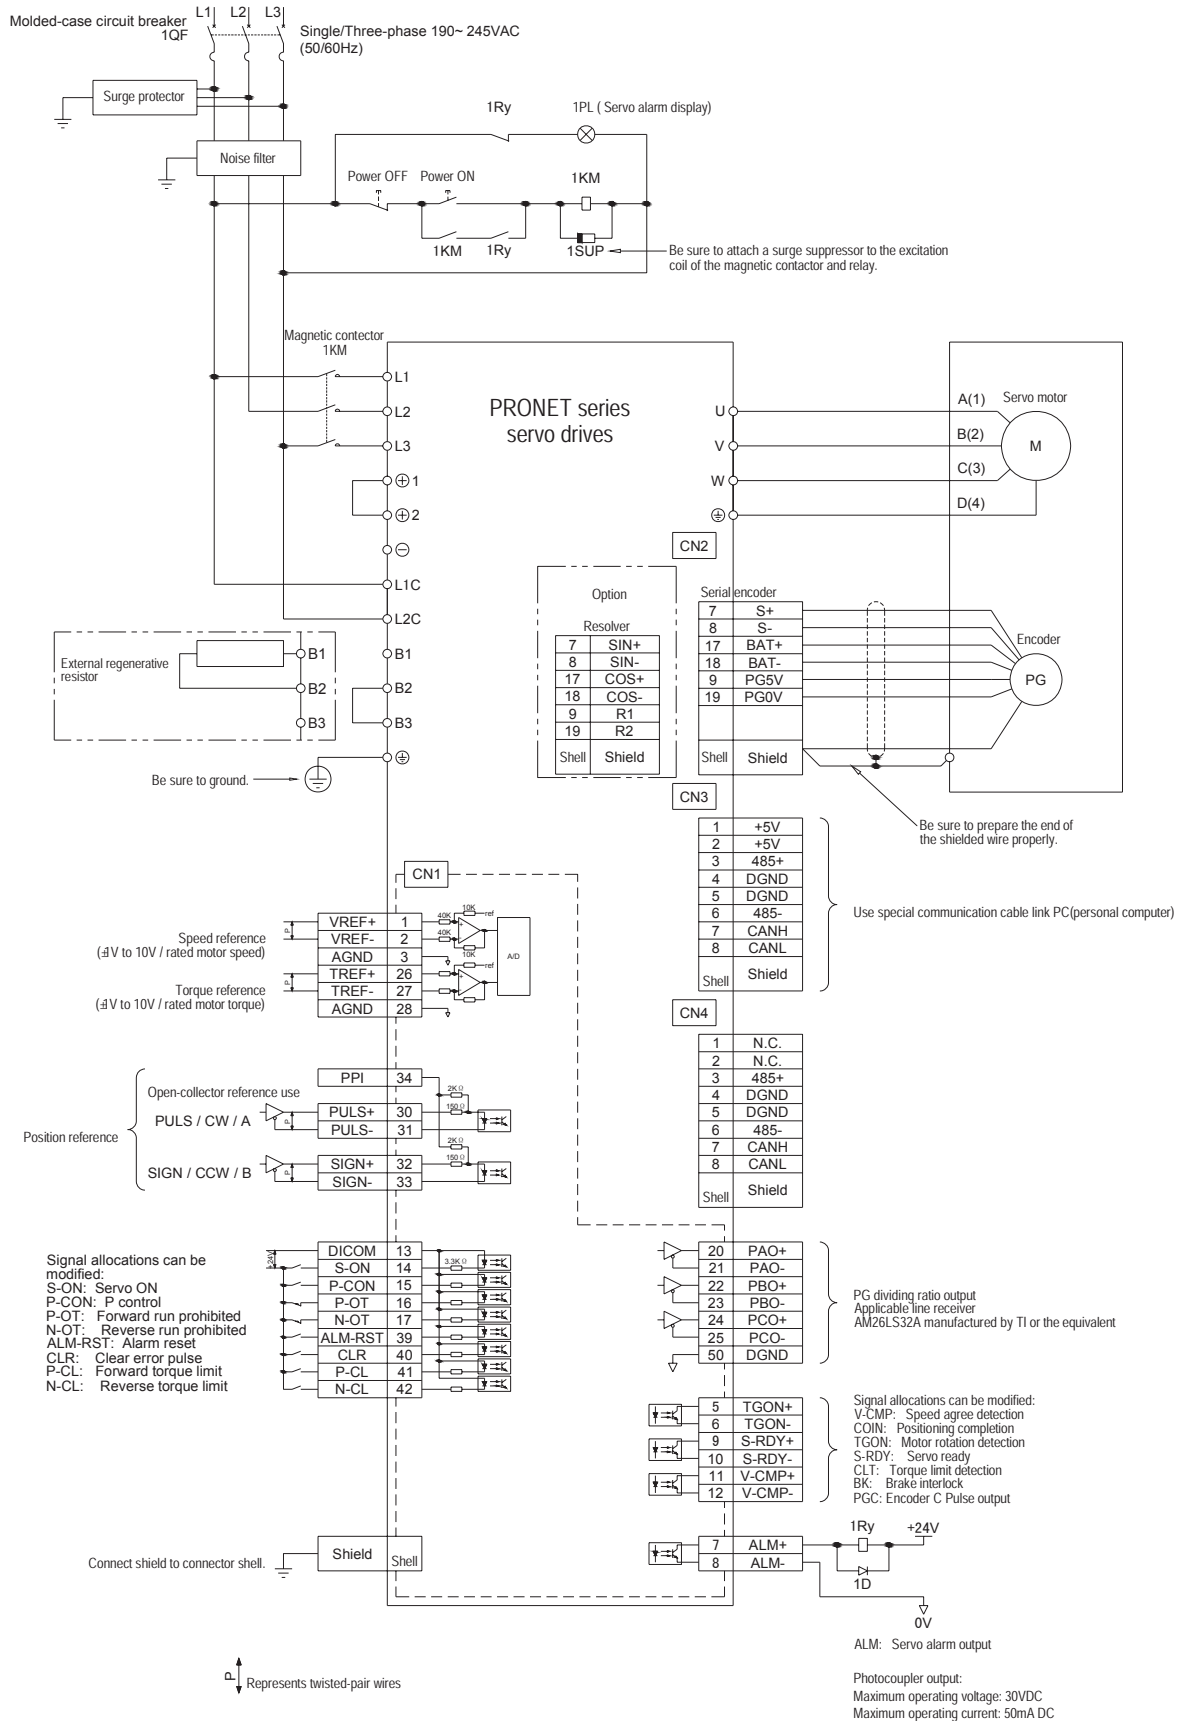 L1 L2 L3
Molded-case circuit breaker
1QF
Single/Three-phase 190~ 245VAC
(50/60Hz)
Surge protector
1Ry 1PL ( Servo alarm display)
Noise filter
Power OFF Power ON 1KM
1KM 1Ry 1SUP
Be sure to attach a surge suppressor to the excitation
coil of the magnetic contactor and relay.
Magnetic contector
1KM
L1
L2
L3
1
2
L1C
L2C
B1
B2
B3
PRONET series
servo drives
U
V
W
A(1)
B(2)
C(3)
D(4)
Servo motor
M
CN2
External regenerative
resistor
B1
B2
B3
Be sure to ground.
Option
Resolver
7 SIN+
8 SIN-
17 COS+
18 COS-
9 R1
19 R2
Shell Shield
Serial encoder
7 S+
8 S-
17 BAT+
18 BAT-
9 PG5V
19 PG0V
Shell Shield
Encoder
PG
Be sure to prepare the end of
the shielded wire properly.
CN3
1 +5V
2 +5V
3 485+
4 DGND
5 DGND
6 485-
7 CANH
8 CANL
Shell Shield
Use special communication cable link PC(personal computer)
CN4
1 N.C.
2 N.C.
3 485+
4 DGND
5 DGND
6 485-
7 CANH
8 CANL
Shell Shield
CN1
Speed reference
(±1V to 10V / rated motor speed)
Torque reference
(±1V to 10V / rated motor torque)
P
P
VREF+ 1
VREF- 2
AGND 3
TREF+ 26
TREF- 27
AGND 28
40K
40K
10K
10K
ref
ref
A/D
Position reference
Open-collector reference use
PULS / CW / A
SIGN / CCW / B
P
P
PPI 34
PULS+ 30
PULS- 31
SIGN+ 32
SIGN- 33
2KΩ
150Ω
2KΩ
150Ω
Signal allocations can be
modified:
S-ON: Servo ON
P-CON: P control
P-OT: Forward run prohibited
N-OT: Reverse run prohibited
ALM-RST: Alarm reset
CLR: Clear error pulse
P-CL: Forward torque limit
N-CL: Reverse torque limit
+24V
DICOM 13
S-ON 14
P-CON 15
P-OT 16
N-OT 17
ALM-RST 39
CLR 40
P-CL 41
N-CL 42
3.3KΩ
20 PAO+
21 PAO-
22 PBO+
23 PBO-
24 PCO+
25 PCO-
50 DGND
PG dividing ratio output
Applicable line receiver
AM26LS32A manufactured by TI or the equivalent
5 TGON+
6 TGON-
9 S-RDY+
10 S-RDY-
11 V-CMP+
12 V-CMP-
Signal allocations can be modified:
V-CMP: Speed agree detection
COIN: Positioning completion
TGON: Motor rotation detection
S-RDY: Servo ready
CLT: Torque limit detection
BK: Brake interlock
PGC: Encoder C Pulse output
Connect shield to connector shell.
Shield Shell
7 ALM+
8 ALM-
1Ry +24V
1D
0V
ALM: Servo alarm output
P Represents twisted-pair wires
Photocoupler output:
Maximum operating voltage: 30VDC
Maximum operating current: 50mA DC